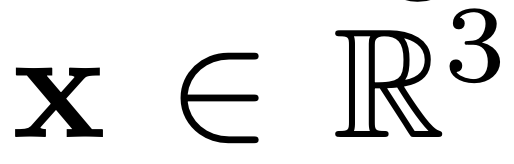 𝐱 ∈ ℝ³